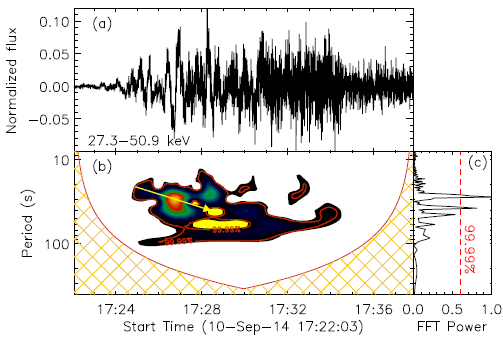 (a)
Normalized flux
0.10
0.05
0.00
−0.05
27.3−50.9 keV
(b)
(c)
Period (s)
10
100
99.99%
99.99%
99.99%
17:24
17:28
17:32
17:36
0.0
0.5
1.0
Start Time (10−Sep−14 17:22:03)
FFT Power